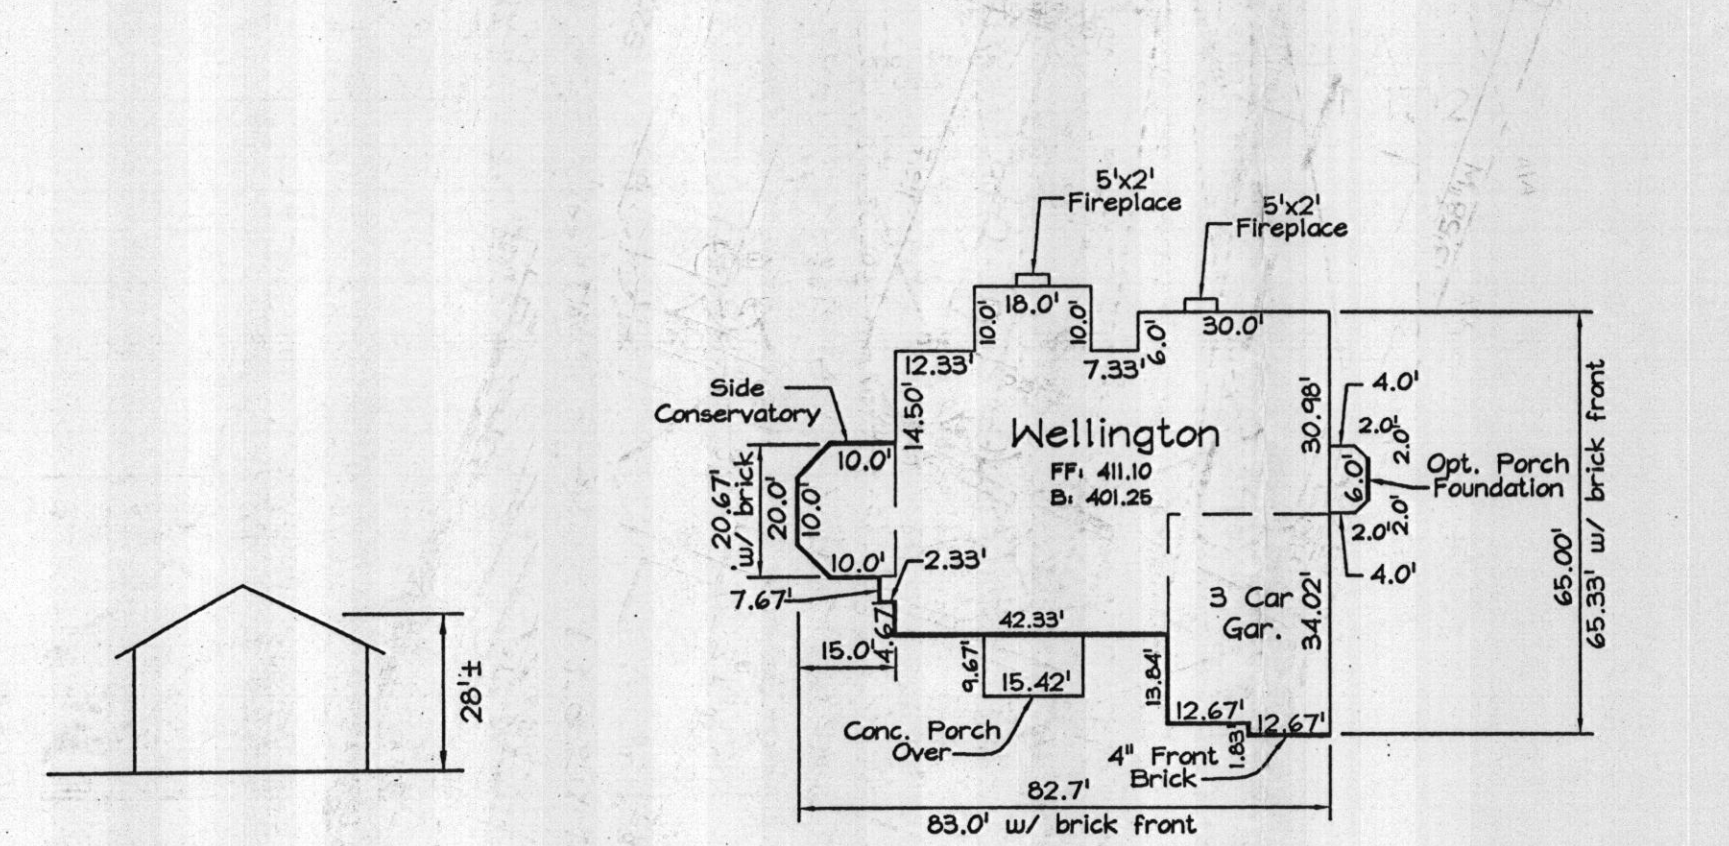 5'x2'
Fireplace
5'x2'
Fireplace
18.0'
10.0'
10.0'
30.0'
6.0'
12.33'
7.33'
Side
Conservatory
14.50'
10.0'
Wellington
FF: 411.10
B: 401.25
30.98'
4.0'
2.0'
2.0'
6.0'
Opt. Porch
Foundation
2.0'
2.0'
4.0'
20.67'
w/ brick
20.0'
10.0'
10.0'
2.33'
7.67'
4.67'
15.0'
42.33'
3 Car
Gar.
34.02'
65.00'
65.33' w/ brick front
9.67'
15.42'
13.84'
12.67'
12.67'
1.83'
Conc. Porch
Over
4" Front
Brick
82.7'
83.0' w/ brick front
28'±